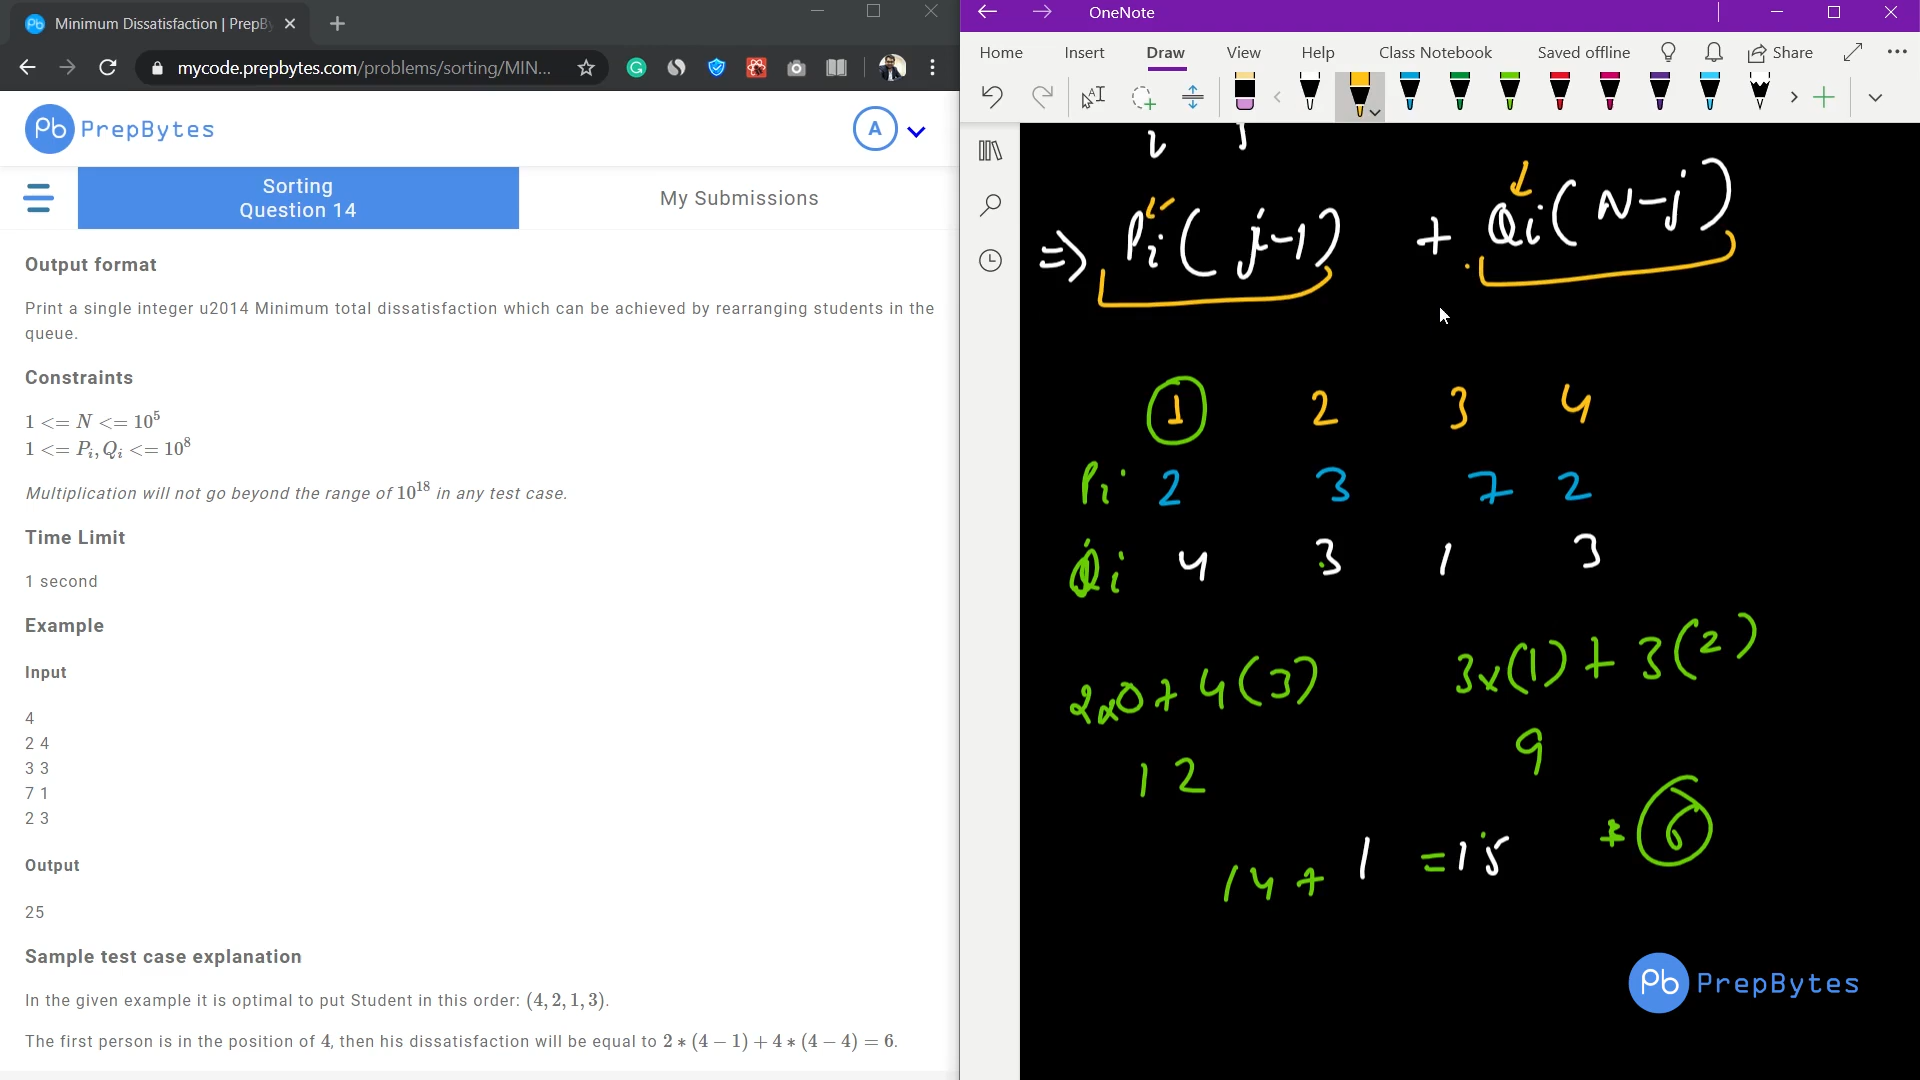 Minimum Dissatisfaction | PrepBy
mycode.prepbytes.com/problems/sorting/MIN...
Pb PrepBytes
A
Sorting
Question 14
My Submissions
Output format
Print a single integer u2014 Minimum total dissatisfaction which can be achieved by rearranging students in the
queue.
Constraints
1 <= N <= 10^5
1 <= P_i, Q_i <= 10^8
Multiplication will not go beyond the range of 10^18 in any test case.
Time Limit
1 second
Example
Input
4
2 4
3 3
7 1
2 3
Output
25
Sample test case explanation
In the given example it is optimal to put Student in this order: (4, 2, 1, 3).
The first person is in the position of 4, then his dissatisfaction will be equal to 2 * (4 − 1) + 4 * (4 − 4) = 6.
OneNote
Home Insert Draw View Help Class Notebook Saved offline Share
i j
=> Pi (j-1) + Qi (N-j)
1 2 3 4
Pi 2 3 7 2
Qi 4 3 1 3
2x0 + 4(3) 3x(1) + 3(2)
12 9
14 + 1 = 15 * 6
Pb PrepBytes